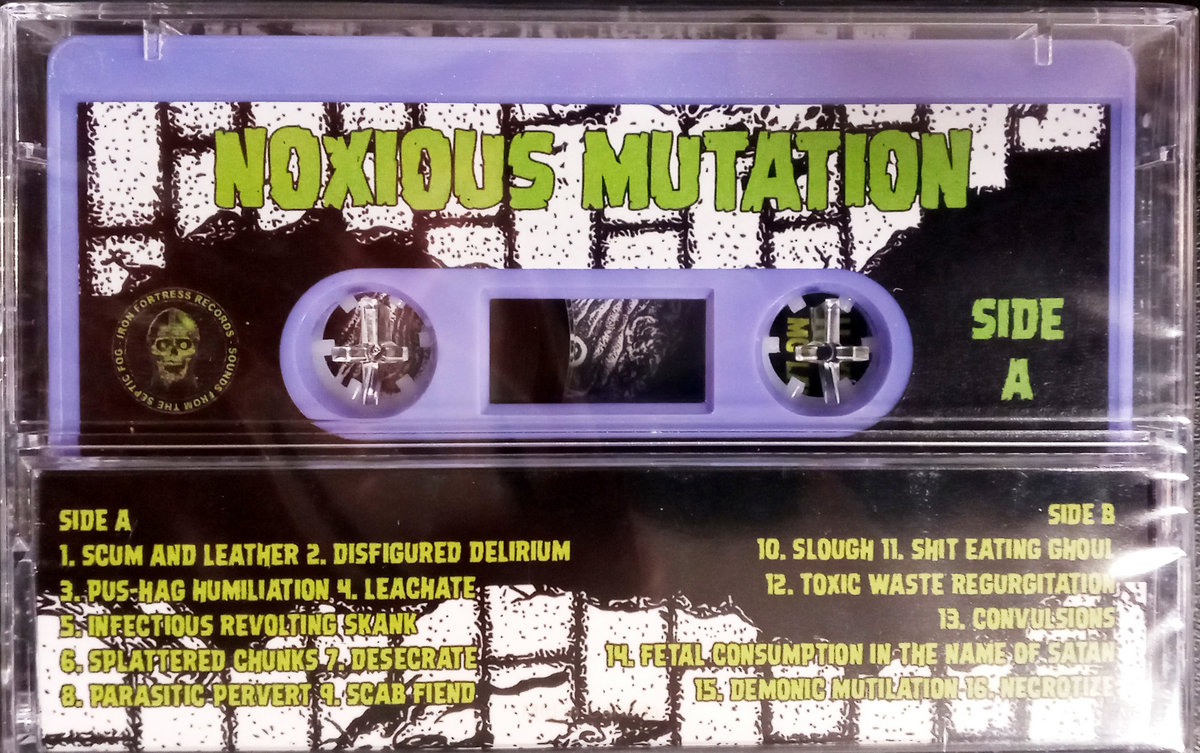 NOXIOUS MUTATION
IRON FORTRESS RECORDS - SOUNDS FROM THE SEPTIC FOG -
SIDE
A
SIDE A
1. SCUM AND LEATHER 2. DISFIGURED DELIRIUM
3. PUS-HAG HUMILIATION 4. LEACHATE
5. INFECTIOUS REVOLTING SKANK
6. SPLATTERED CHUNKS 7. DESECRATE
8. PARASITIC PERVERT 9. SCAB FIEND
SIDE B
10. SLOUGH 11. SHIT EATING GHOUL
12. TOXIC WASTE REGURGITATION
13. CONVULSIONS
14. FETAL CONSUMPTION IN THE NAME OF SATAN
15. DEMONIC MUTILATION 16. NECROTIZE